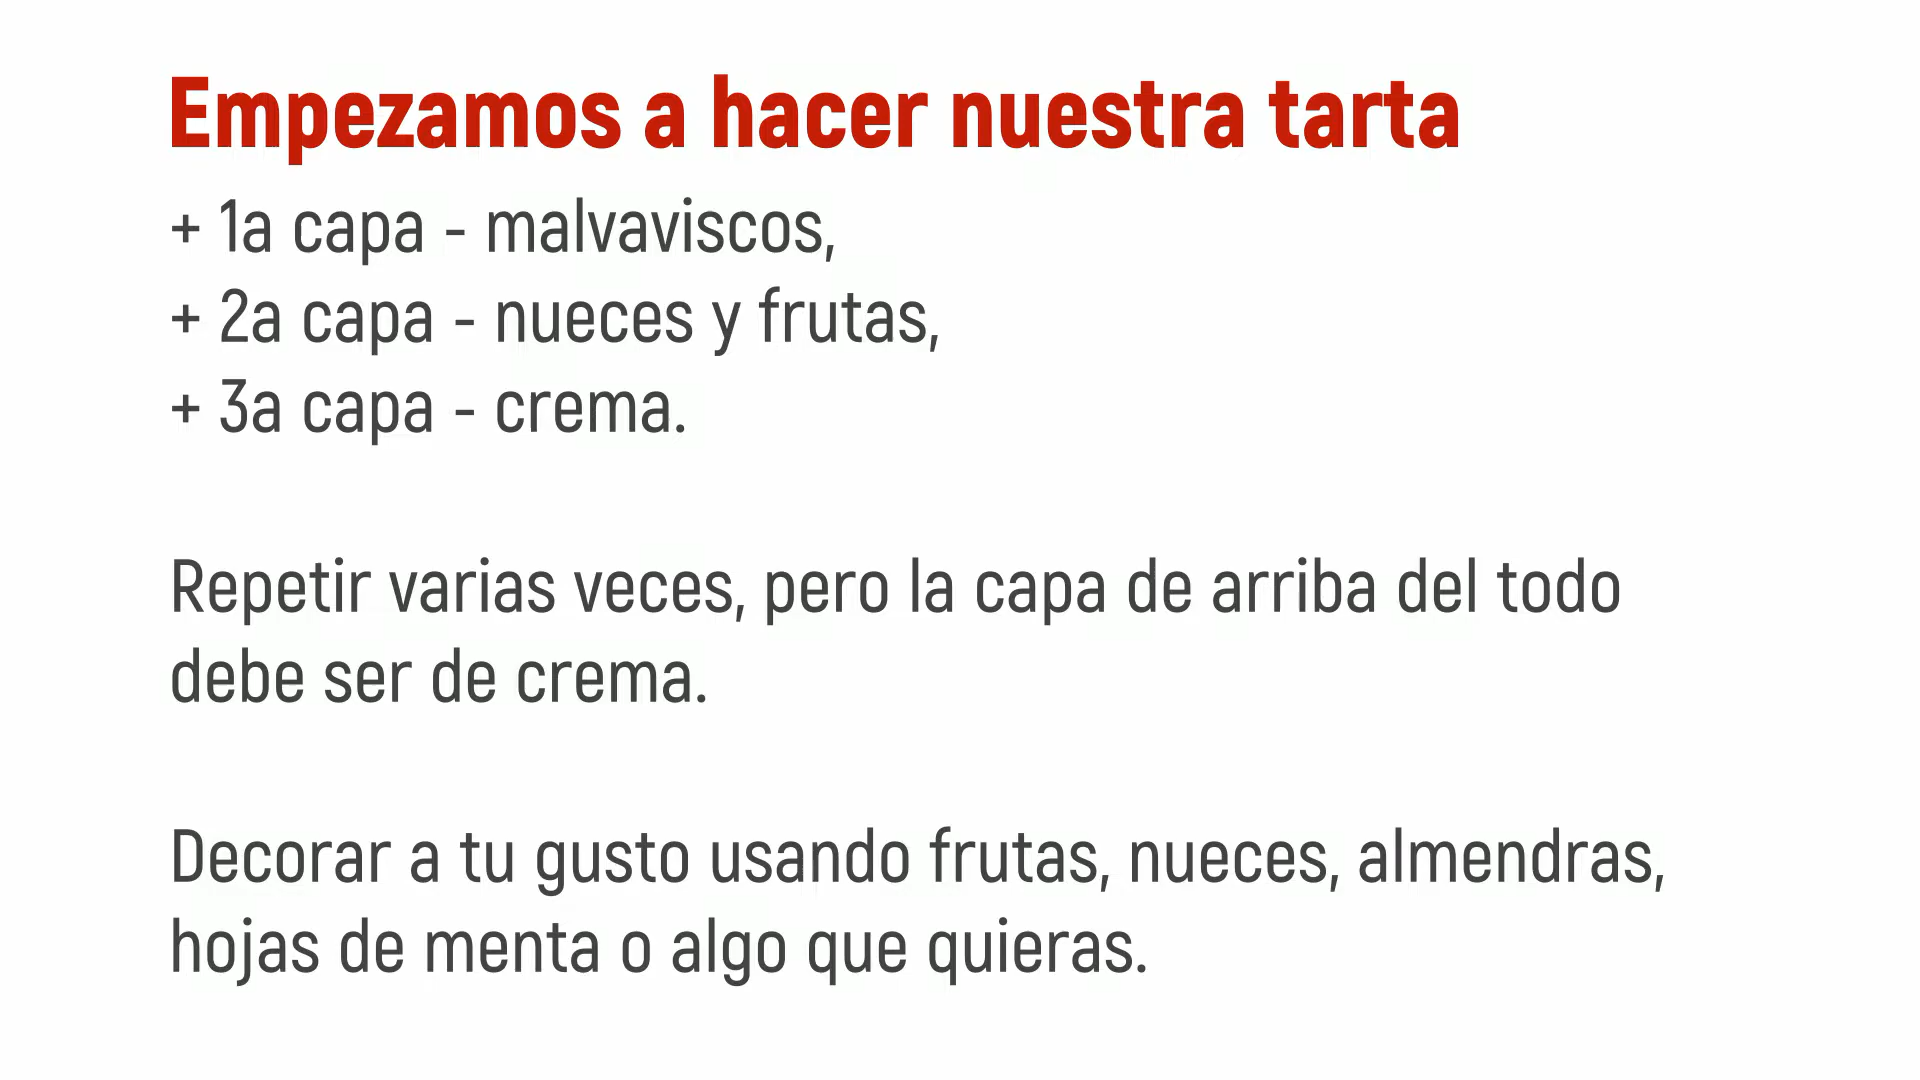 Empezamos a hacer nuestra tarta
+ 1a capa - malvaviscos,
+ 2a capa - nueces y frutas,
+ 3a capa - crema.
Repetir varias veces, pero la capa de arriba del todo
debe ser de crema.
Decorar a tu gusto usando frutas, nueces, almendras,
hojas de menta o algo que quieras.